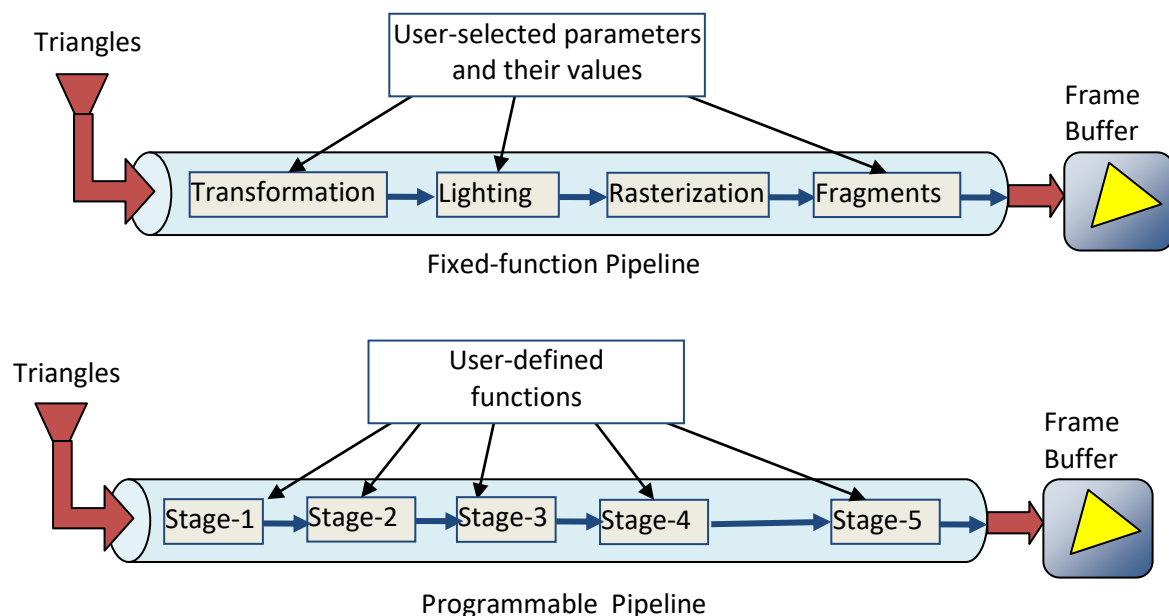 Triangles
User-selected parameters
and their values
Frame
Buffer
Transformation
Lighting
Rasterization
Fragments
Fixed-function Pipeline
Triangles
User-defined
functions
Frame
Buffer
Stage-1
Stage-2
Stage-3
Stage-4
Stage-5
Programmable Pipeline